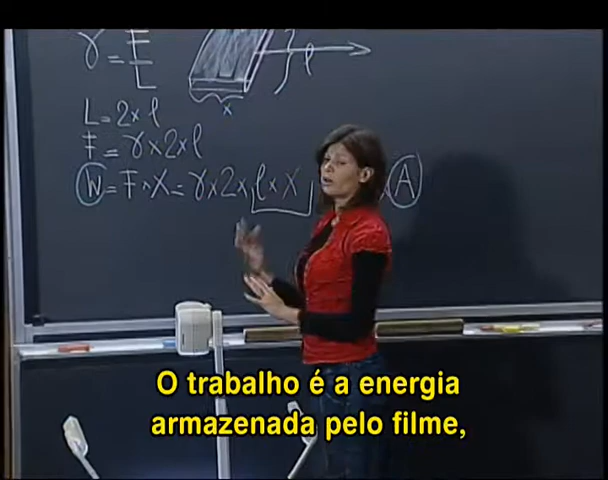 γ = F/L
l
x
L = 2×l
F = γ×2×l
W = F×X = γ×2×l×X
A
O trabalho é a energia
armazenada pelo filme,